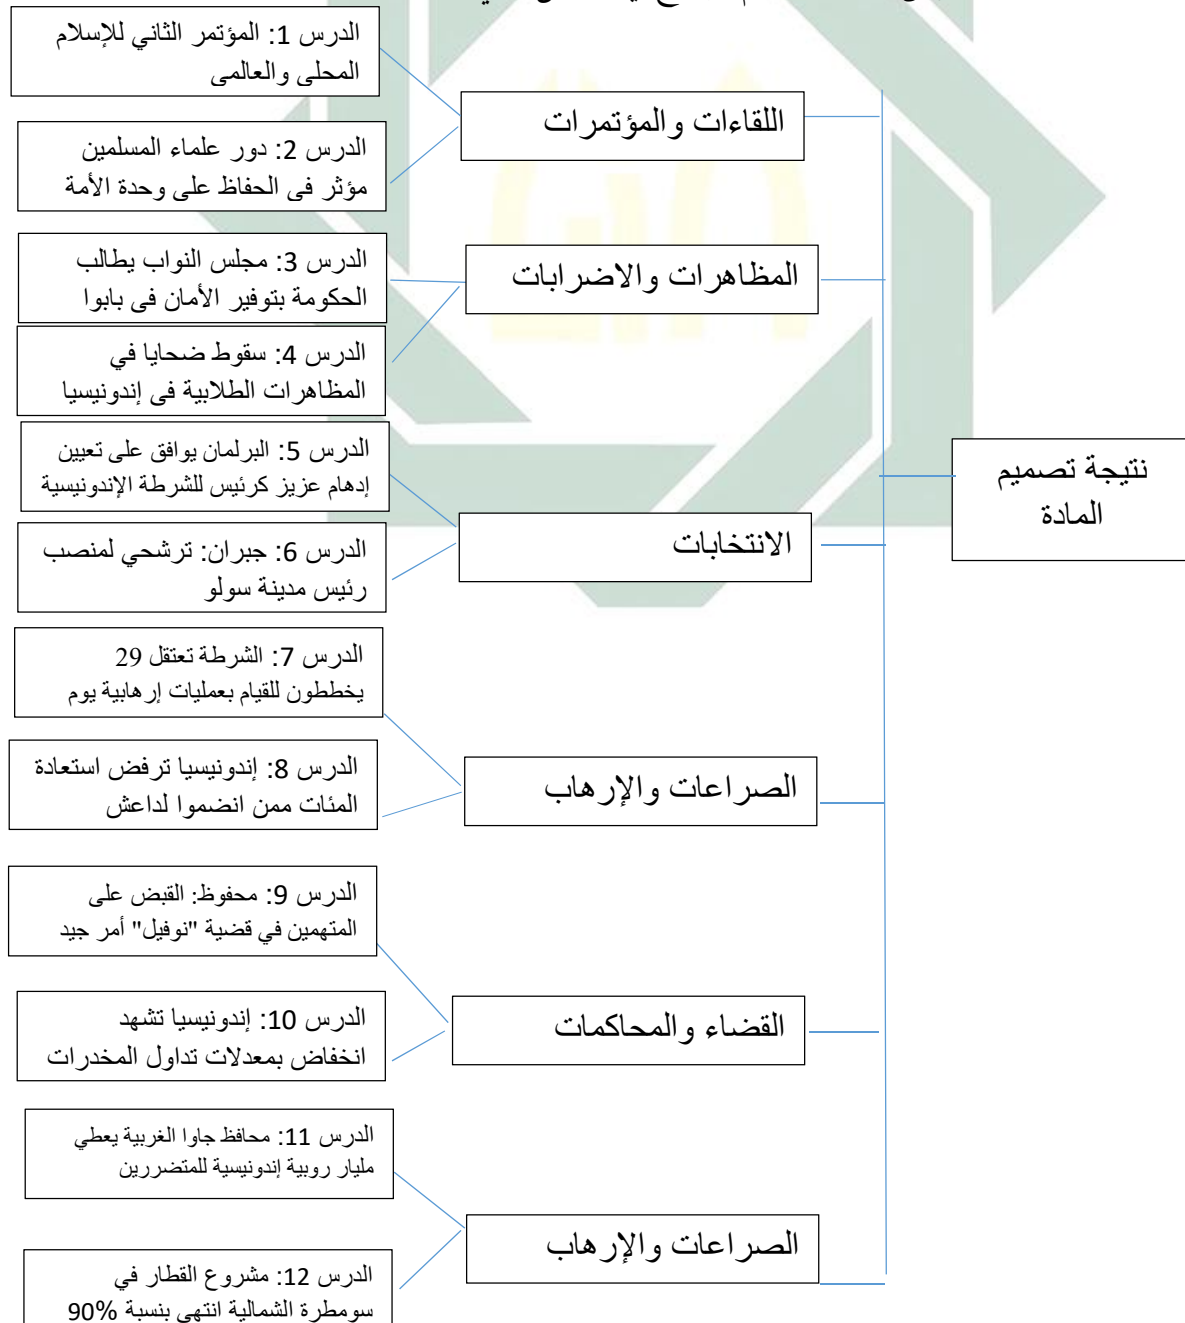 الدرس 1: المؤتمر الثاني للإسلام
المحلى والعالمى
اللقاءات والمؤتمرات
الدرس 2: دور علماء المسلمين
مؤثر فى الحفاظ على وحدة الأمة
الدرس 3: مجلس النواب يطالب
الحكومة بتوفير الأمان فى بابوا
المظاهرات والاضرابات
الدرس 4: سقوط ضحايا في
المظاهرات الطلابية فى إندونيسيا
الدرس 5: البرلمان يوافق على تعيين
إدهام عزيز كرئيس للشرطة الإندونيسية
نتيجة تصميم
المادة
الانتخابات
الدرس 6: جبران: ترشحي لمنصب
رئيس مدينة سولو
الدرس 7: الشرطة تعتقل 29
يخططون للقيام بعمليات إرهابية يوم
الصراعات والإرهاب
الدرس 8: إندونيسيا ترفض استعادة
المئات ممن انضموا لداعش
الدرس 9: محفوظ: القبض على
المتهمين في قضية "نوفيل" أمر جيد
القضاء والمحاكمات
الدرس 10: إندونيسيا تشهد
انخفاض بمعدلات تداول المخدرات
الدرس 11: محافظ جاوا الغربية يعطي
مليار روبية إندونيسية للمتضررين
الصراعات والإرهاب
الدرس 12: مشروع القطار في
سومطرة الشمالية انتهى بنسبة 90%